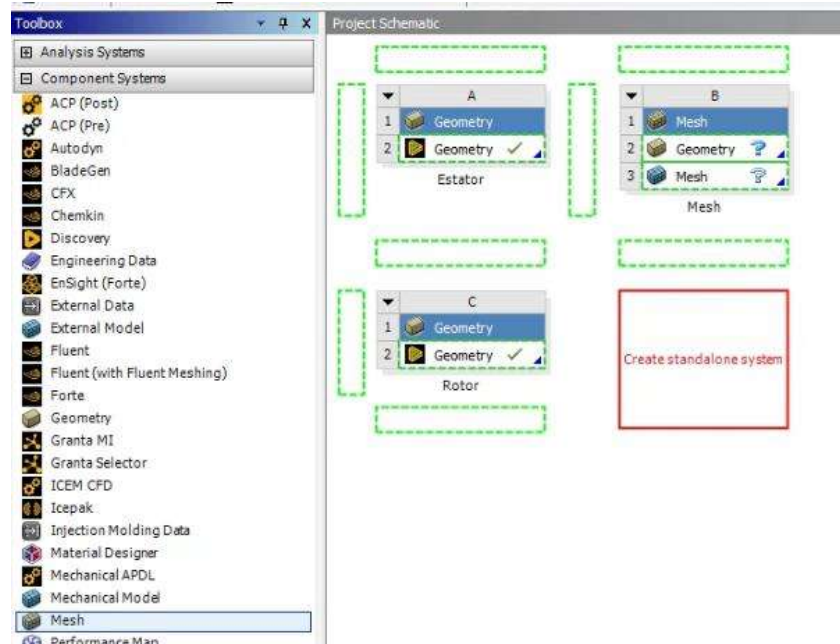 Toolbox
Analysis Systems
Component Systems
ACP (Post)
ACP (Pre)
Autodyn
BladeGen
CFX
Chemkin
Discovery
Engineering Data
EnSight (Forte)
External Data
External Model
Fluent
Fluent (with Fluent Meshing)
Forte
Geometry
Granta MI
Granta Selector
ICEM CFD
Icepak
Injection Molding Data
Material Designer
Mechanical APDL
Mechanical Model
Mesh
Performance Map
Project Schematic
A
1 Geometry
2 Geometry
Estator
B
1 Mesh
2 Geometry ?
3 Mesh ?
Mesh
C
1 Geometry
2 Geometry
Rotor
Create standalone system